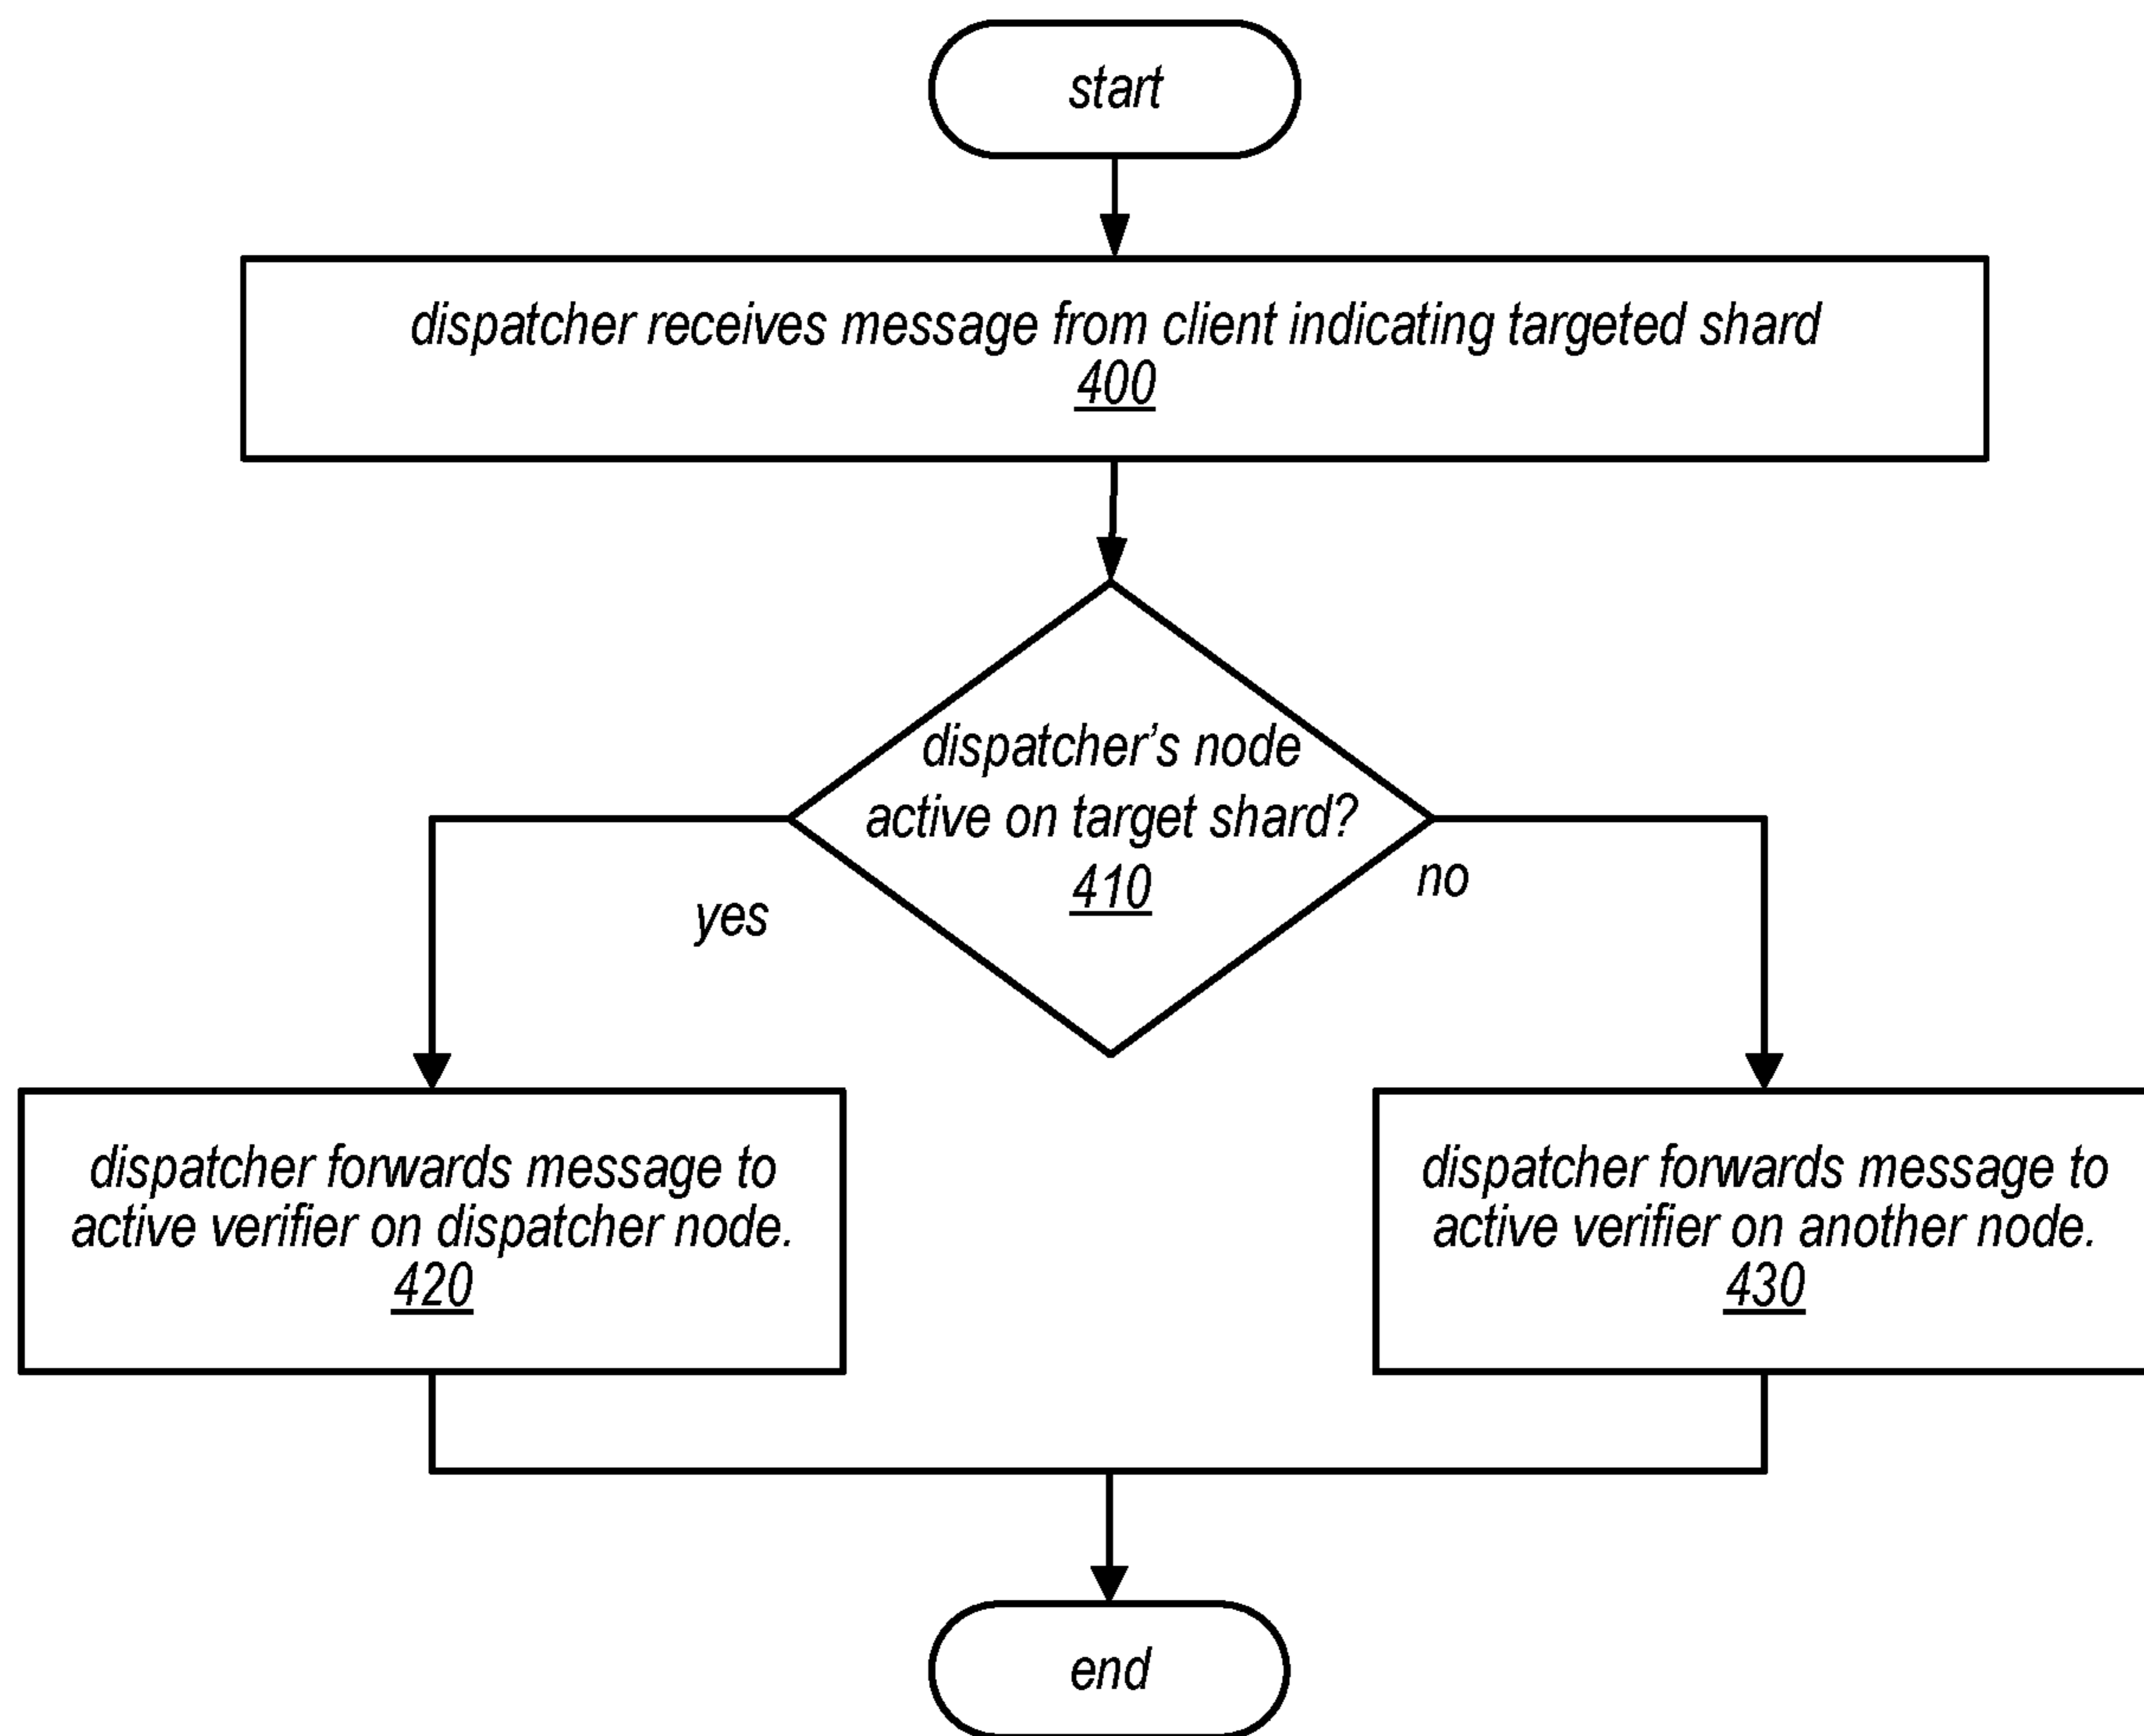 start
dispatcher receives message from client indicating targeted shard
400
dispatcher's node
active on target shard?
410
yes
no
dispatcher forwards message to
active verifier on dispatcher node.
420
dispatcher forwards message to
active verifier on another node.
430
end